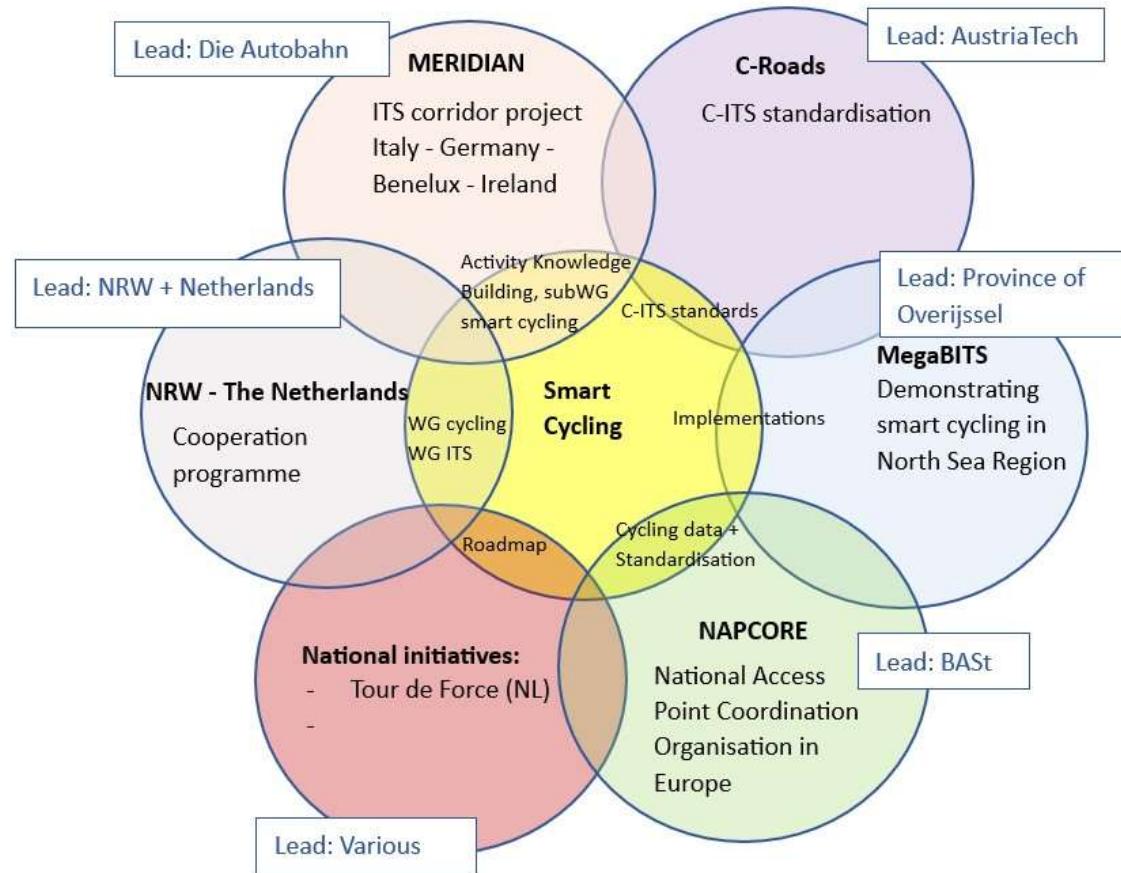 Lead: Die Autobahn
MERIDIAN
ITS corridor project
Italy - Germany -
Benelux - Ireland
Lead: AustriaTech
C-Roads
C-ITS standardisation
Lead: NRW + Netherlands
Activity Knowledge
Building, subWG
smart cycling
C-ITS standards
Lead: Province of
Overijssel
NRW - The Netherlands
Cooperation
programme
WG cycling
WG ITS
Smart
Cycling
Implementations
MegaBITS
Demonstrating
smart cycling in
North Sea Region
Roadmap
Cycling data +
Standardisation
National initiatives:
- Tour de Force (NL)
-
NAPCORE
National Access
Point Coordination
Organisation in
Europe
Lead: BASt
Lead: Various